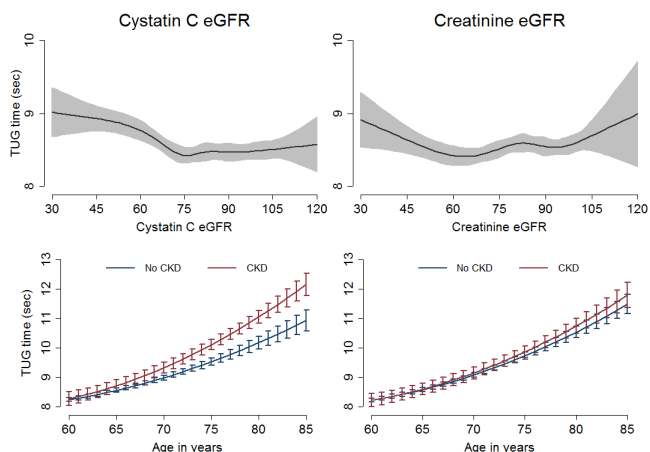 Cystatin C eGFR
Creatinine eGFR
TUG time (sec)
10
9
8
30 45 60 75 90 105 120
Cystatin C eGFR
10
9
8
30 45 60 75 90 105 120
Creatinine eGFR
TUG time (sec)
13
12
11
10
9
8
No CKD CKD
60 65 70 75 80 85
Age in years
13
12
11
10
9
8
No CKD CKD
60 65 70 75 80 85
Age in years